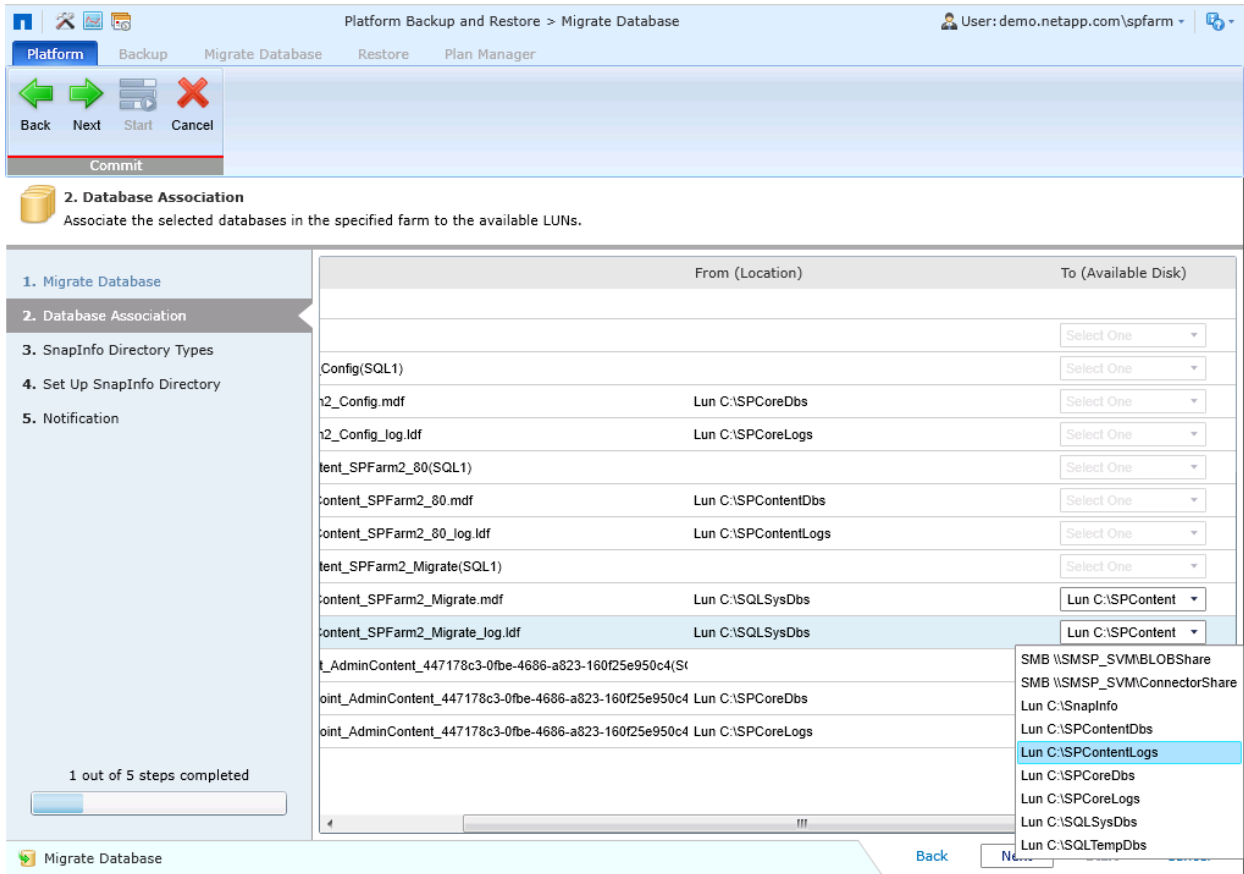 Platform Backup and Restore > Migrate Database
User: demo.netapp.com\spfarm
Platform Backup Migrate Database Restore Plan Manager
Back Next Start Cancel
Commit
2. Database Association
Associate the selected databases in the specified farm to the available LUNs.
1. Migrate Database
2. Database Association
3. SnapInfo Directory Types
4. Set Up SnapInfo Directory
5. Notification
1 out of 5 steps completed
From (Location) To (Available Disk)
Select One
_Config(SQL1) Select One
n2_Config.mdf Lun C:\SPCoreDbs Select One
n2_Config_log.ldf Lun C:\SPCoreLogs Select One
tent_SPFarm2_80(SQL1) Select One
Content_SPFarm2_80.mdf Lun C:\SPContentDbs Select One
Content_SPFarm2_80_log.ldf Lun C:\SPContentLogs Select One
tent_SPFarm2_Migrate(SQL1) Select One
Content_SPFarm2_Migrate.mdf Lun C:\SQLSysDbs Lun C:\SPContent
Content_SPFarm2_Migrate_log.ldf Lun C:\SQLSysDbs Lun C:\SPContent
t_AdminContent_447178c3-0fbe-4686-a823-160f25e950c4(S
oint_AdminContent_447178c3-0fbe-4686-a823-160f25e950c4 Lun C:\SPCoreDbs
oint_AdminContent_447178c3-0fbe-4686-a823-160f25e950c4 Lun C:\SPCoreLogs
SMB \\SMSP_SVM\BLOBShare
SMB \\SMSP_SVM\ConnectorShare
Lun C:\SnapInfo
Lun C:\SPContentDbs
Lun C:\SPContentLogs
Lun C:\SPCoreDbs
Lun C:\SPCoreLogs
Lun C:\SQLSysDbs
Lun C:\SQLTempDbs
Migrate Database
Back